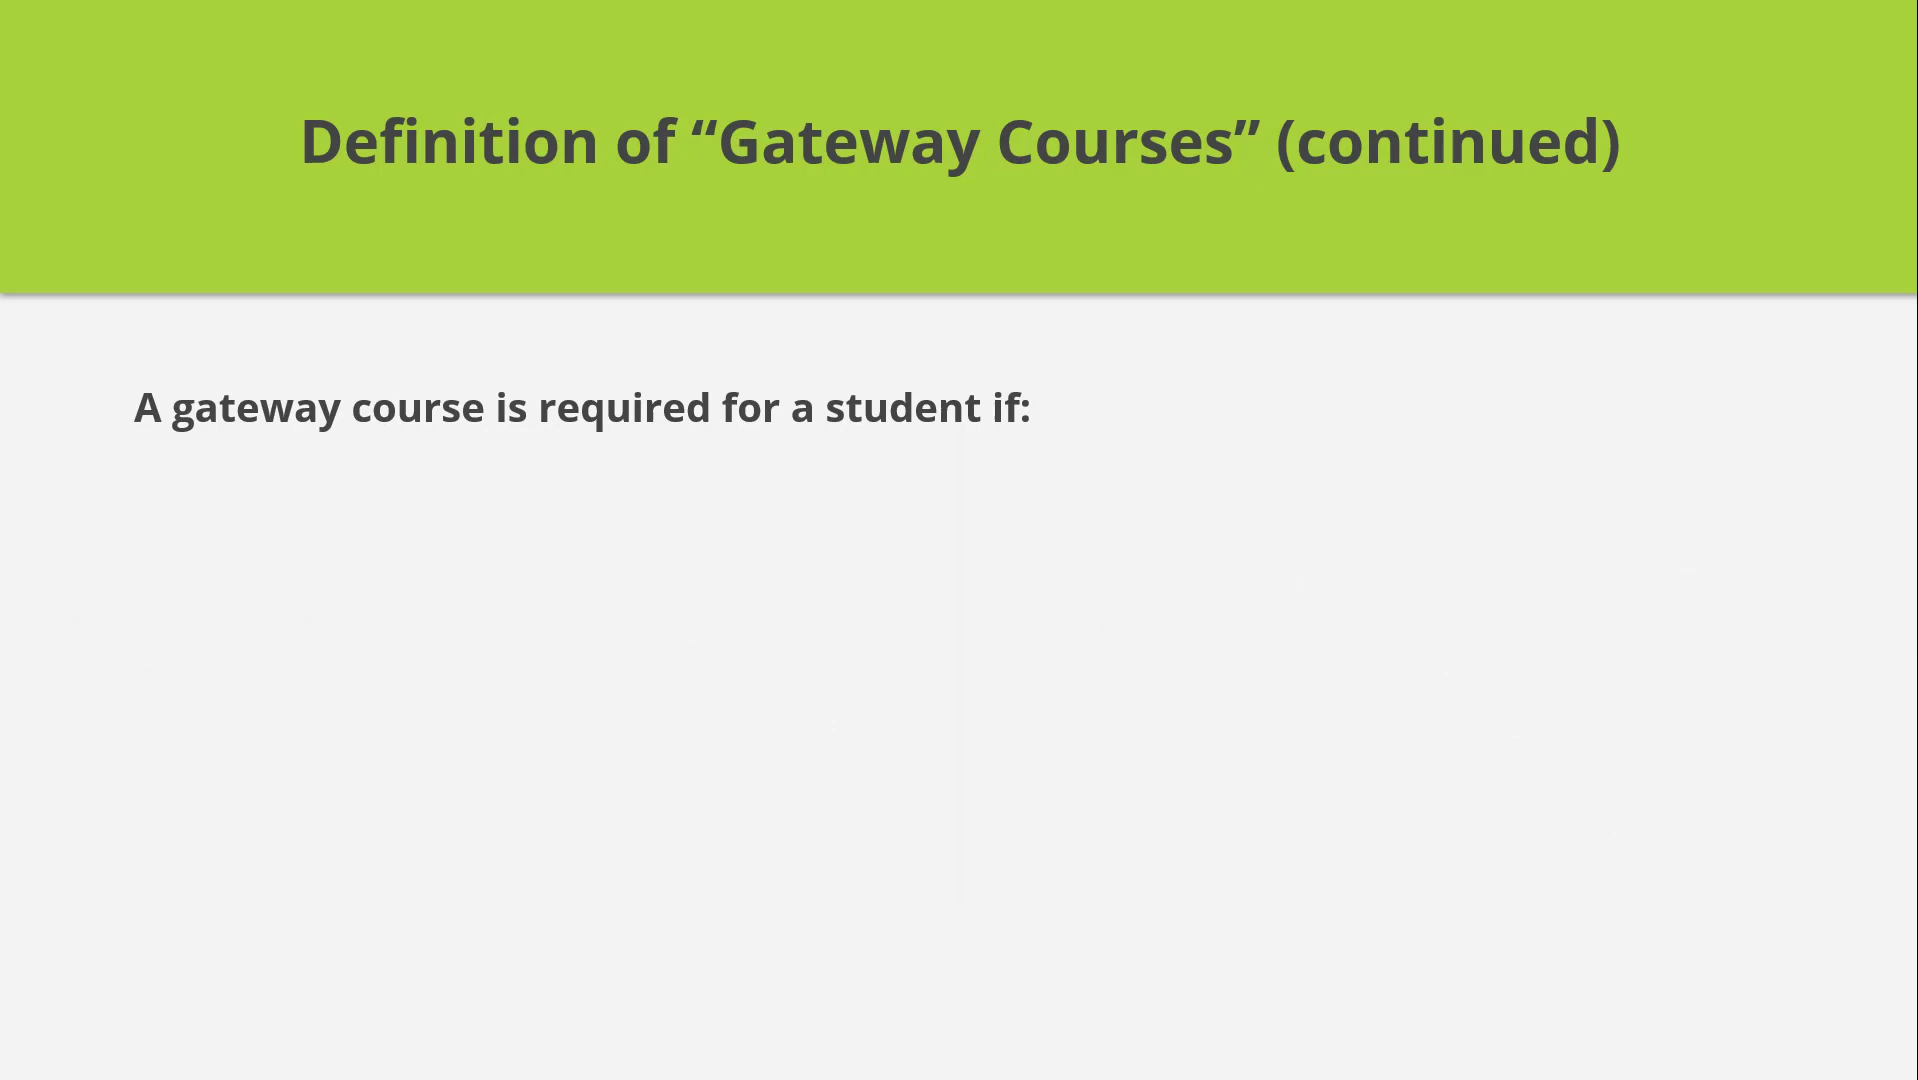 Definition of “Gateway Courses” (continued)
A gateway course is required for a student if: